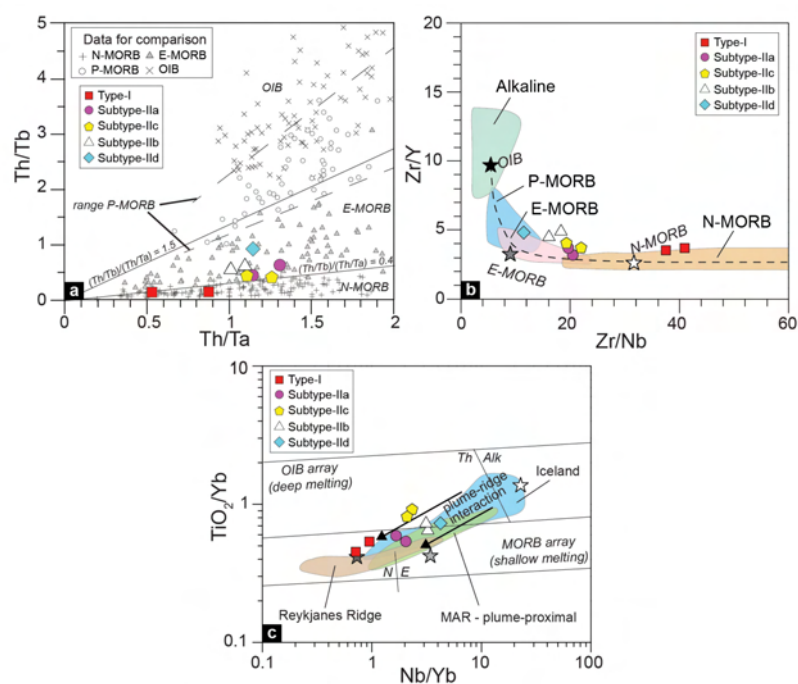 5
4
3
2
1
0
Th/Tb
Data for comparison
N-MORB E-MORB
P-MORB OIB
Type-I
Subtype-IIa
Subtype-IIc
Subtype-IIb
Subtype-IId
OIB
range P-MORB
E-MORB
(Th/Tb)/(Th/Ta) = 1.5
(Th/Tb)/(Th/Ta) = 0.4
N-MORB
a
0 0.5 1 1.5 2
Th/Ta
20
15
10
5
0
Zr/Y
Type-I
Subtype-IIa
Subtype-IIc
Subtype-IIb
Subtype-IId
Alkaline
OIB
P-MORB
E-MORB
N-MORB
N-MORB
E-MORB
b
0 20 40 60
Zr/Nb
10
1
0.1
TiO2/Yb
Type-I
Subtype-IIa
Subtype-IIc
Subtype-IIb
Subtype-IId
OIB array
(deep melting)
Th Alk
Iceland
plume-ridge
interaction
MORB array
(shallow melting)
N E
Reykjanes Ridge
MAR - plume-proximal
c
0.1 1 10 100
Nb/Yb